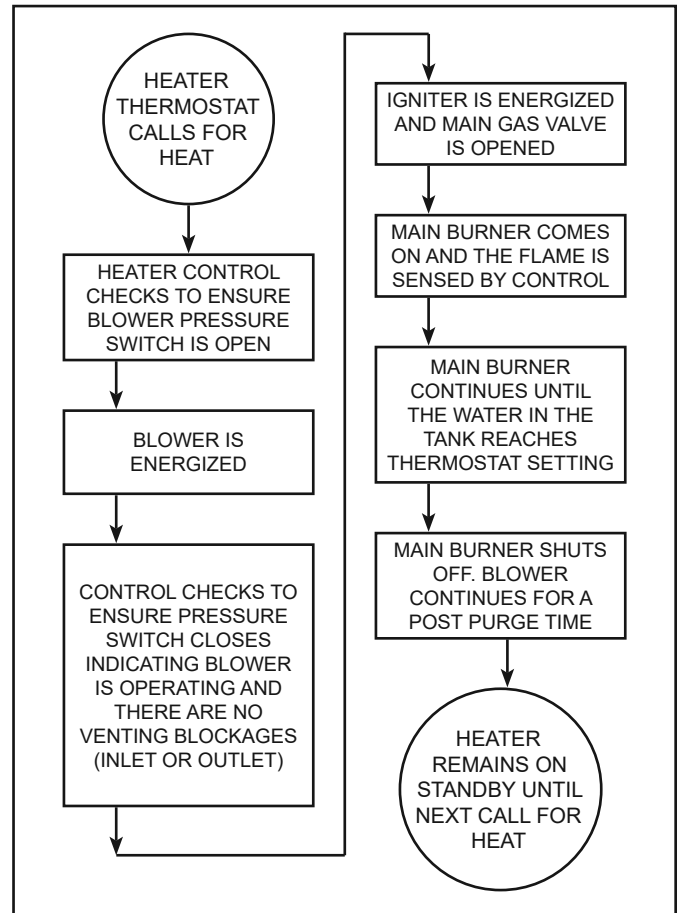 HEATER
THERMOSTAT
CALLS FOR
HEAT
HEATER CONTROL
CHECKS TO ENSURE
BLOWER PRESSURE
SWITCH IS OPEN
BLOWER IS
ENERGIZED
CONTROL CHECKS TO
ENSURE PRESSURE
SWITCH CLOSES
INDICATING BLOWER
IS OPERATING AND
THERE ARE NO
VENTING BLOCKAGES
(INLET OR OUTLET)
IGNITER IS ENERGIZED
AND MAIN GAS VALVE
IS OPENED
MAIN BURNER COMES
ON AND THE FLAME IS
SENSED BY CONTROL
MAIN BURNER
CONTINUES UNTIL
THE WATER IN THE
TANK REACHES
THERMOSTAT SETTING
MAIN BURNER SHUTS
OFF. BLOWER
CONTINUES FOR A
POST PURGE TIME
HEATER
REMAINS ON
STANDBY UNTIL
NEXT CALL FOR
HEAT